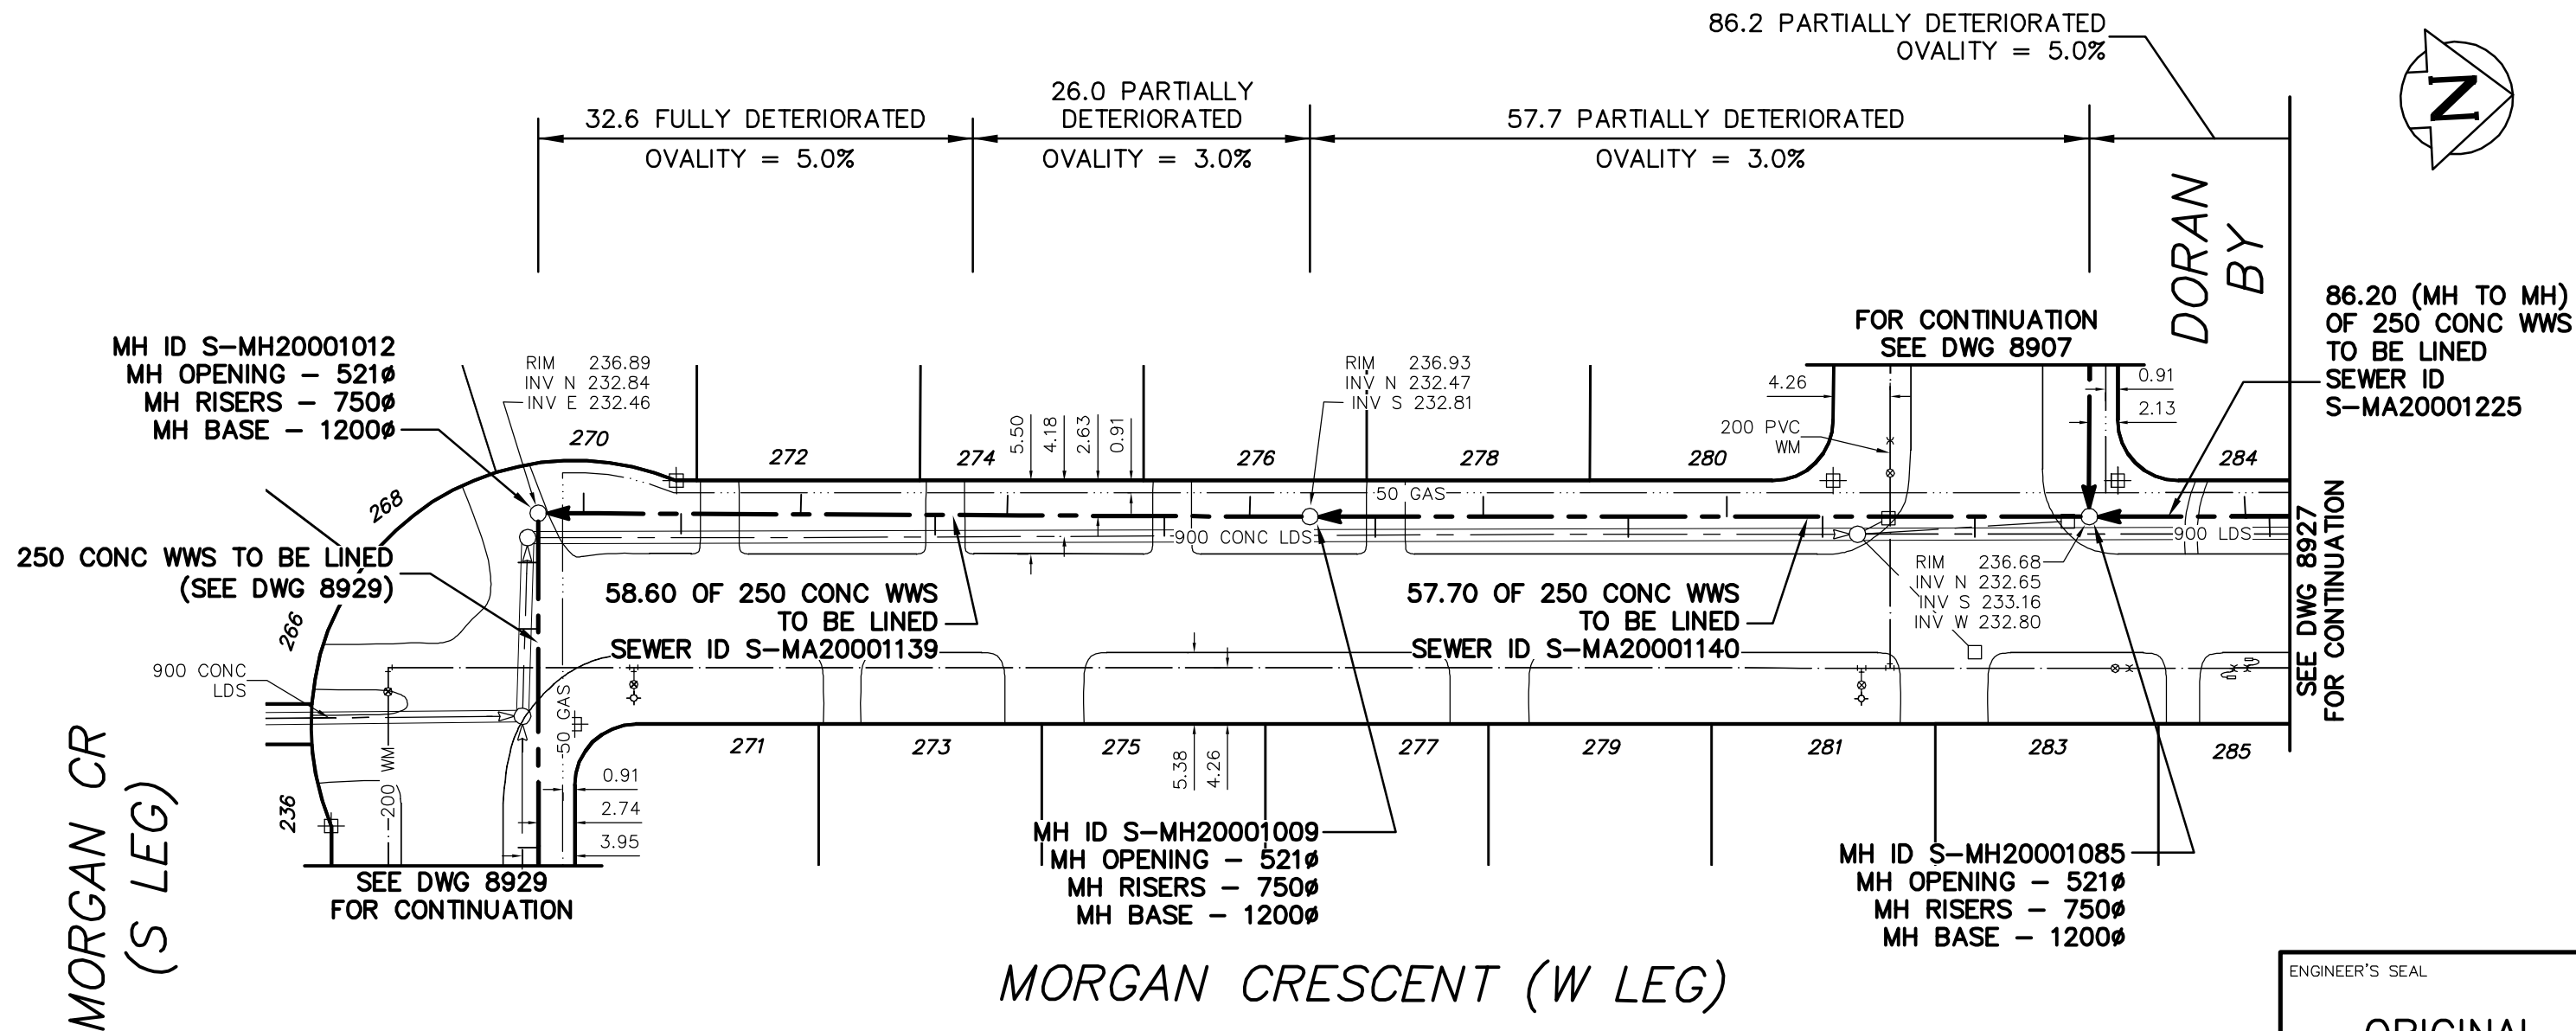 86.2 PARTIALLY DETERIORATED
OVALITY = 5.0%
26.0 PARTIALLY
DETERIORATED
OVALITY = 3.0%
32.6 FULLY DETERIORATED
OVALITY = 5.0%
57.7 PARTIALLY DETERIORATED
OVALITY = 3.0%
N
DORAN
BY
MH ID S-MH20001012
MH OPENING - 521ø
MH RISERS - 750ø
MH BASE - 1200ø
RIM 236.89
INV N 232.84
INV E 232.46
RIM 236.93
INV N 232.47
INV S 232.81
FOR CONTINUATION
SEE DWG 8907
86.20 (MH TO MH)
OF 250 CONC WWS
TO BE LINED
SEWER ID
S-MA20001225
4.26
0.91
2.13
200 PVC
WM
270
272
274
5.50
4.18
2.63
0.91
276
278
280
284
268
50 GAS
900 CONC LDS
900 LDS
250 CONC WWS TO BE LINED
(SEE DWG 8929)
58.60 OF 250 CONC WWS
TO BE LINED
SEWER ID S-MA20001139
57.70 OF 250 CONC WWS
TO BE LINED
SEWER ID S-MA20001140
RIM 236.68
INV N 232.65
INV S 233.16
INV W 232.80
SEE DWG 8927
FOR CONTINUATION
266
900 CONC
LDS
50 GAS
200 WM
236
271
273
275
277
279
281
283
285
5.38
4.26
0.91
2.74
3.95
SEE DWG 8929
FOR CONTINUATION
MORGAN CR
(S LEG)
MH ID S-MH20001009
MH OPENING - 521ø
MH RISERS - 750ø
MH BASE - 1200ø
MH ID S-MH20001085
MH OPENING - 521ø
MH RISERS - 750ø
MH BASE - 1200ø
MORGAN CRESCENT (W LEG)
ENGINEER'S SEAL
ORIGINAL